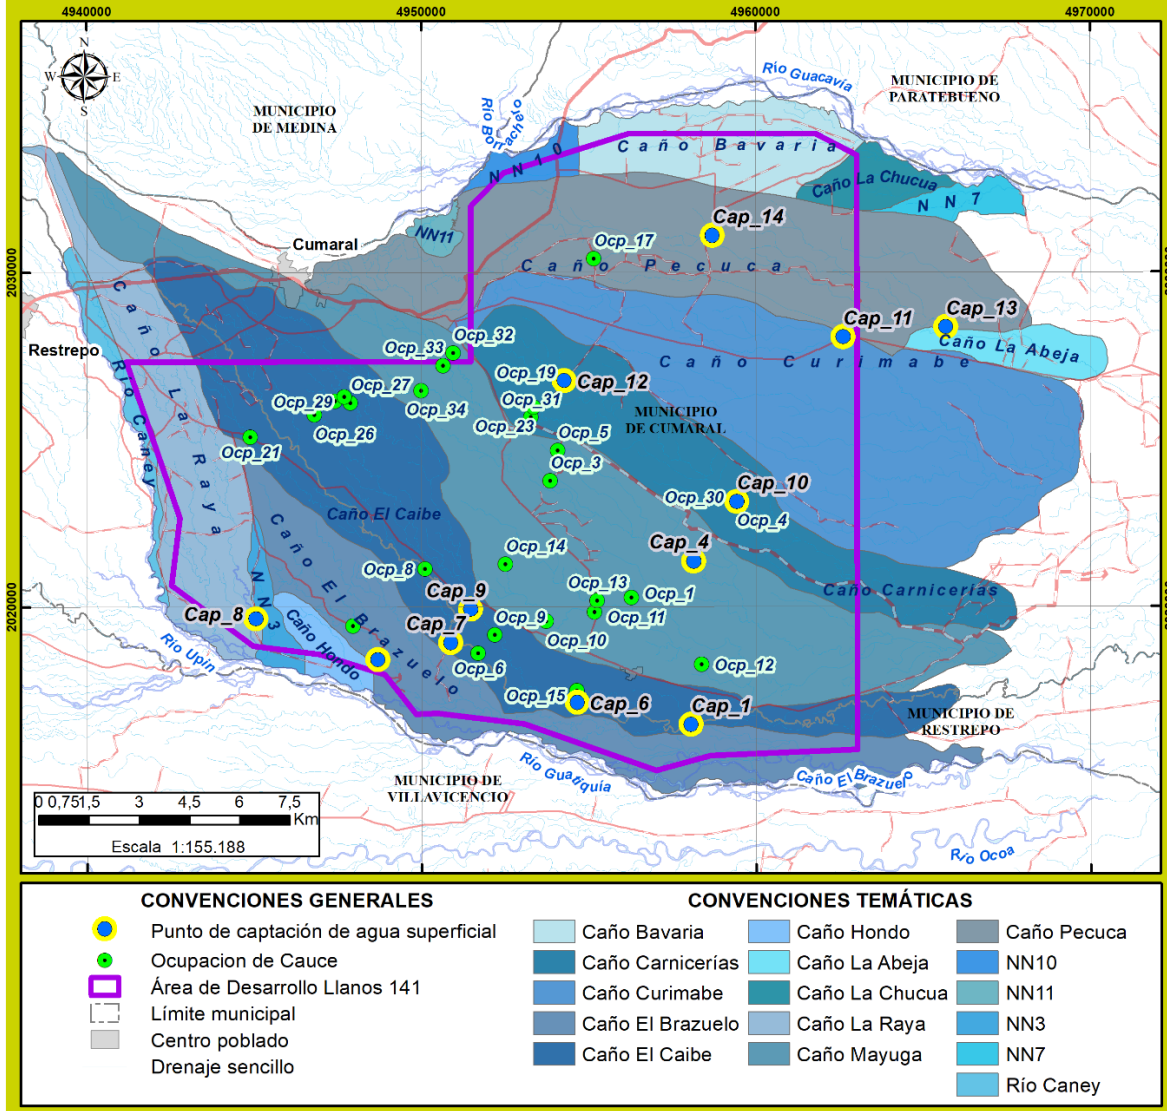 4940000
4950000
4960000
4970000
N
W
E
S
MUNICIPIO
DE MEDINA
Río Guacavía
MUNICIPIO DE
PARATEBUENO
Río Borrachero
NN10
Caño Bavaria
Caño La Chucua
NN7
NN11
Cumaral
Cap_14
Ocp_17
Caño Pecuca
2030000
Cap_13
Cap_11
Caño La Abeja
Caño Curimabe
Restrepo
Ocp_32
Ocp_33
Ocp_19
Cap_12
Ocp_27
Ocp_29
Ocp_34
Ocp_31
Ocp_23
Ocp_26
MUNICIPIO
DE CUMARAL
Ocp_21
Ocp_5
Ocp_3
Caño La Raya
Río Caney
Ocp_30
Cap_10
Ocp_4
Caño El Caibe
Cap_4
Ocp_14
Ocp_8
Ocp_13
Ocp_1
Caño Carnicerías
Cap_9
Ocp_9
Ocp_11
2020000
Cap_8
NN3
Cap_7
Ocp_10
Caño Hondo
Caño El Brazuelo
Ocp_6
Ocp_12
Río Upin
Ocp_15
Cap_6
Cap_1
MUNICIPIO DE
RESTREPO
MUNICIPIO DE
VILLAVICENCIO
Río Guatiquía
Caño El Brazuelo
Río Ocoa
0 0,751,5 3 4,5 6 7,5
Km
Escala 1:155.188
CONVENCIONES GENERALES
Punto de captación de agua superficial
Ocupacion de Cauce
Área de Desarrollo Llanos 141
Límite municipal
Centro poblado
Drenaje sencillo
CONVENCIONES TEMÁTICAS
Caño Bavaria
Caño Carnicerías
Caño Curimabe
Caño El Brazuelo
Caño El Caibe
Caño Hondo
Caño La Abeja
Caño La Chucua
Caño La Raya
Caño Mayuga
Caño Pecuca
NN10
NN11
NN3
NN7
Río Caney